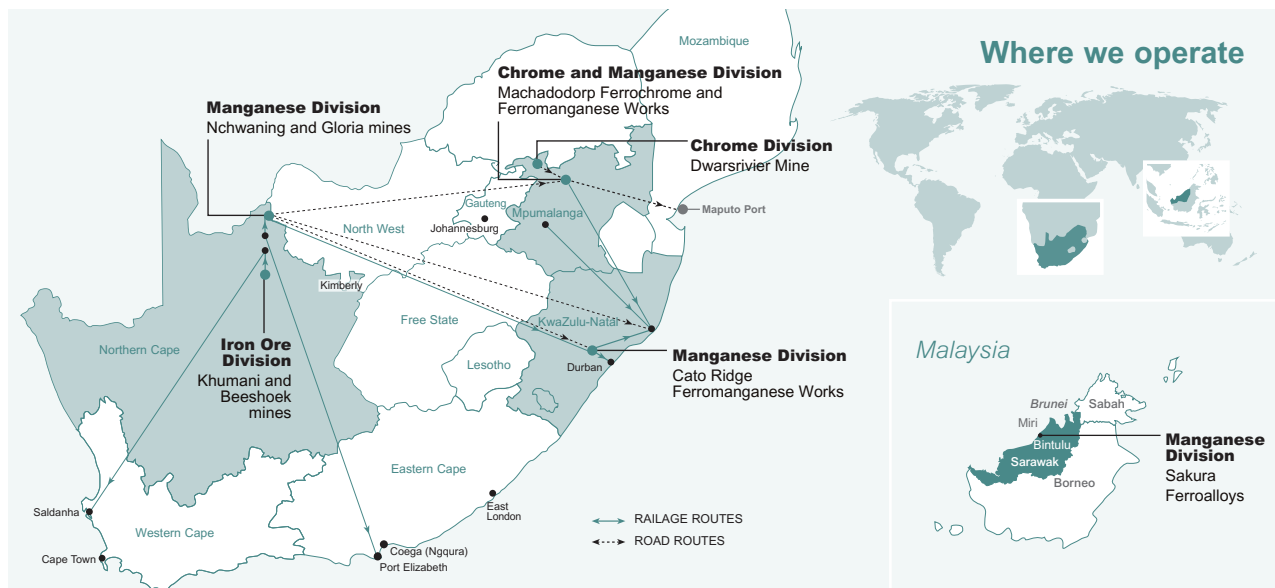 Where we operate
Mozambique
Chrome and Manganese Division
Machadodorp Ferrochrome and
Ferromanganese Works
Manganese Division
Nchwaning and Gloria mines
Chrome Division
Dwarsrivier Mine
Gauteng
Mpumalanga
Maputo Port
Johannesburg
North West
Kimberly
Free State
KwaZulu-Natal
Northern Cape
Iron Ore
Division
Khumani and
Beeshoek
mines
Lesotho
Durban
Manganese Division
Cato Ridge
Ferromanganese Works
Eastern Cape
East
London
Saldanha
Western Cape
Cape Town
Coega (Ngqura)
Port Elizabeth
RAILAGE ROUTES
ROAD ROUTES
Malaysia
Brunei
Sabah
Miri
Bintulu
Sarawak
Borneo
Manganese
Division
Sakura
Ferroalloys